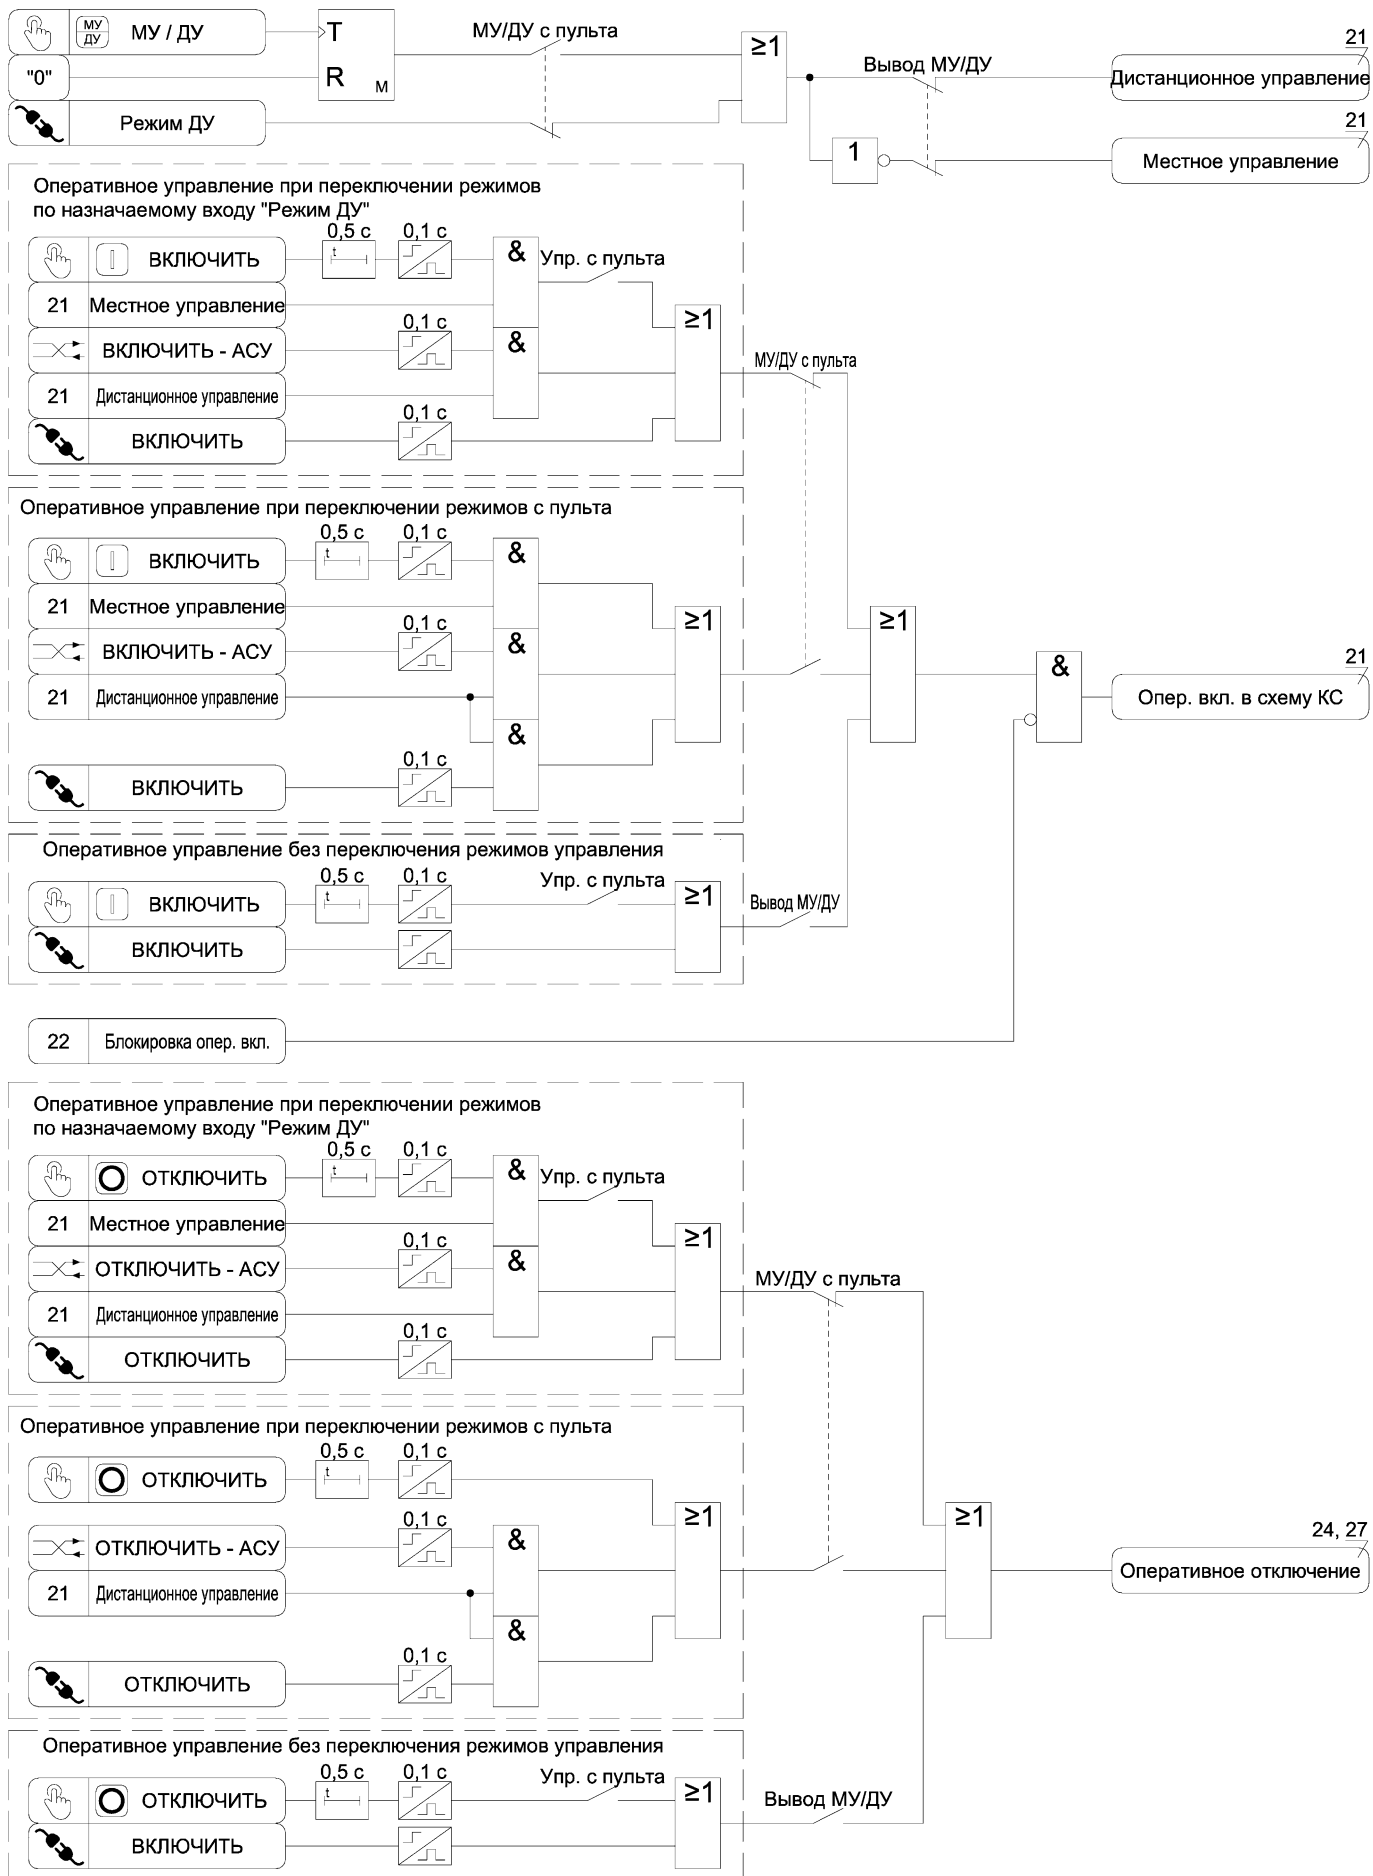 МУ
ДУ
МУ / ДУ
T
R
М
"0"
Режим ДУ
МУ/ДУ с пульта
≥1
Вывод МУ/ДУ
21
Дистанционное управление
1
21
Местное управление
Оперативное управление при переключении режимов
по назначаемому входу "Режим ДУ"
0,5 с
0,1 с
ВКЛЮЧИТЬ
t
&
Упр. с пульта
21
Местное управление
≥1
0,1 с
ВКЛЮЧИТЬ - АСУ
&
МУ/ДУ с пульта
21
Дистанционное управление
0,1 с
ВКЛЮЧИТЬ
Оперативное управление при переключении режимов с пульта
0,5 с
0,1 с
ВКЛЮЧИТЬ
t
&
21
Местное управление
≥1
≥1
0,1 с
ВКЛЮЧИТЬ - АСУ
&
&
21
21
Дистанционное управление
Опер. вкл. в схему КС
&
0,1 с
ВКЛЮЧИТЬ
Оперативное управление без переключения режимов управления
0,5 с
0,1 с
Упр. с пульта
ВКЛЮЧИТЬ
t
≥1
Вывод МУ/ДУ
ВКЛЮЧИТЬ
22
Блокировка опер. вкл.
Оперативное управление при переключении режимов
по назначаемому входу "Режим ДУ"
0,5 с
0,1 с
ОТКЛЮЧИТЬ
t
&
Упр. с пульта
21
Местное управление
≥1
0,1 с
ОТКЛЮЧИТЬ - АСУ
&
МУ/ДУ с пульта
21
Дистанционное управление
0,1 с
ОТКЛЮЧИТЬ
Оперативное управление при переключении режимов с пульта
0,5 с
0,1 с
ОТКЛЮЧИТЬ
t
≥1
≥1
0,1 с
ОТКЛЮЧИТЬ - АСУ
&
24, 27
Оперативное отключение
21
Дистанционное управление
&
0,1 с
ОТКЛЮЧИТЬ
Оперативное управление без переключения режимов управления
0,5 с
0,1 с
Упр. с пульта
ОТКЛЮЧИТЬ
t
≥1
Вывод МУ/ДУ
ВКЛЮЧИТЬ